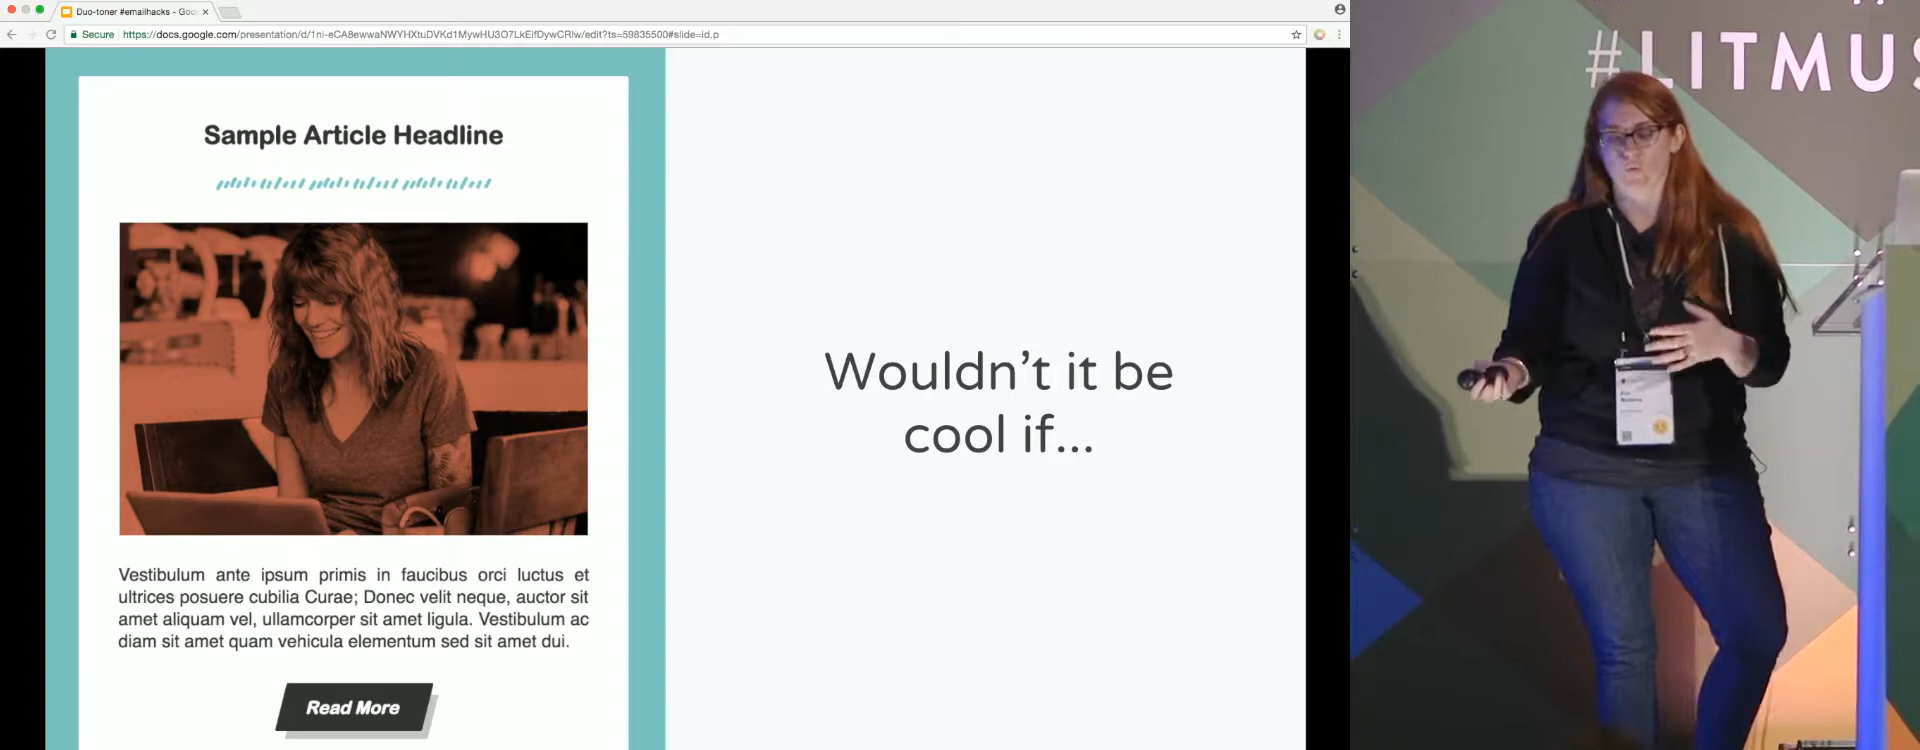 Duo-toner #emailhacks - Goo
Secure
https://docs.google.com/presentation/d/1ni-eCA8ewwaNWYHXtuDVKd1MywHU3O7LkEifDywCRIw/edit?ts=59835500#slide=id.p
Sample Article Headline
Vestibulum ante ipsum primis in faucibus orci luctus et
ultrices posuere cubilia Curae; Donec velit neque, auctor sit
amet aliquam vel, ullamcorper sit amet ligula. Vestibulum ac
diam sit amet quam vehicula elementum sed sit amet dui.
Read More
Wouldn’t it be
cool if...
#LITMUS